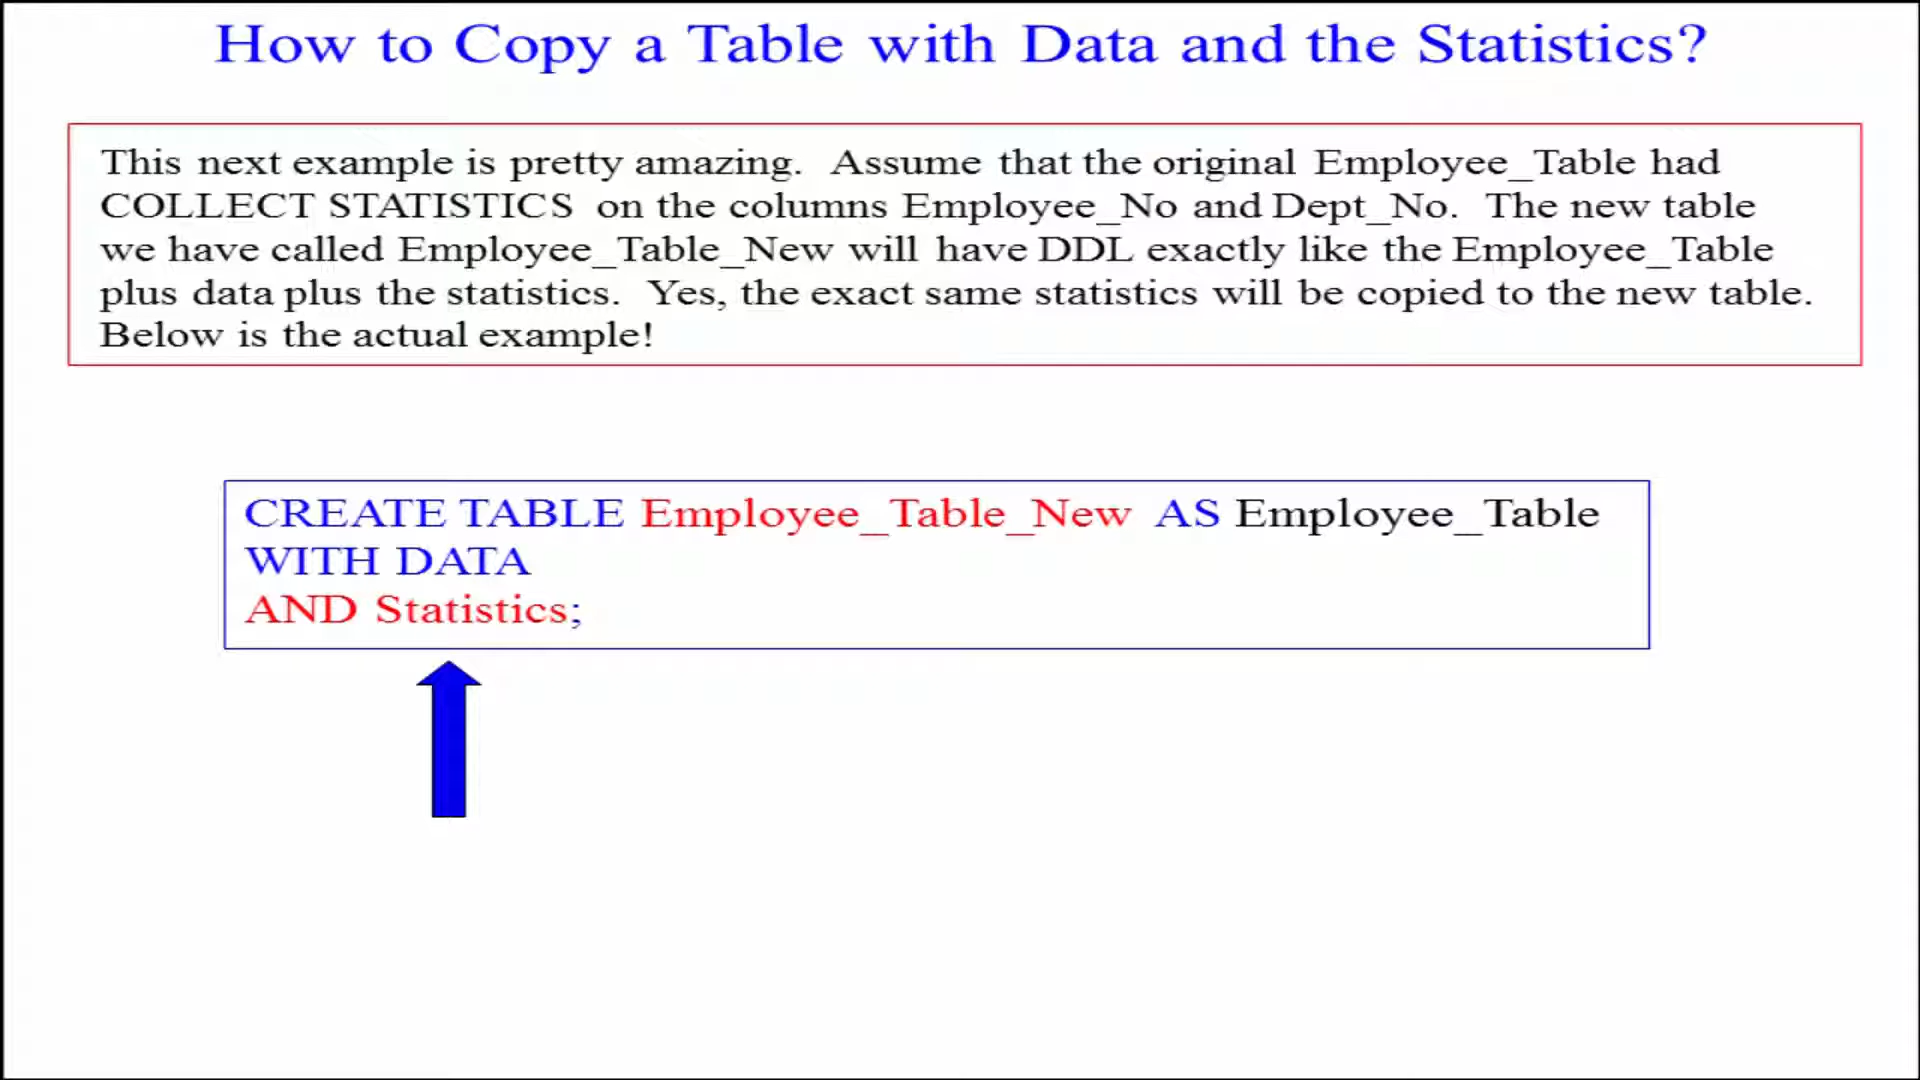 How to Copy a Table with Data and the Statistics?
This next example is pretty amazing. Assume that the original Employee_Table had
COLLECT STATISTICS on the columns Employee_No and Dept_No. The new table
we have called Employee_Table_New will have DDL exactly like the Employee_Table
plus data plus the statistics. Yes, the exact same statistics will be copied to the new table.
Below is the actual example!
CREATE TABLE Employee_Table_New AS Employee_Table
WITH DATA
AND Statistics;